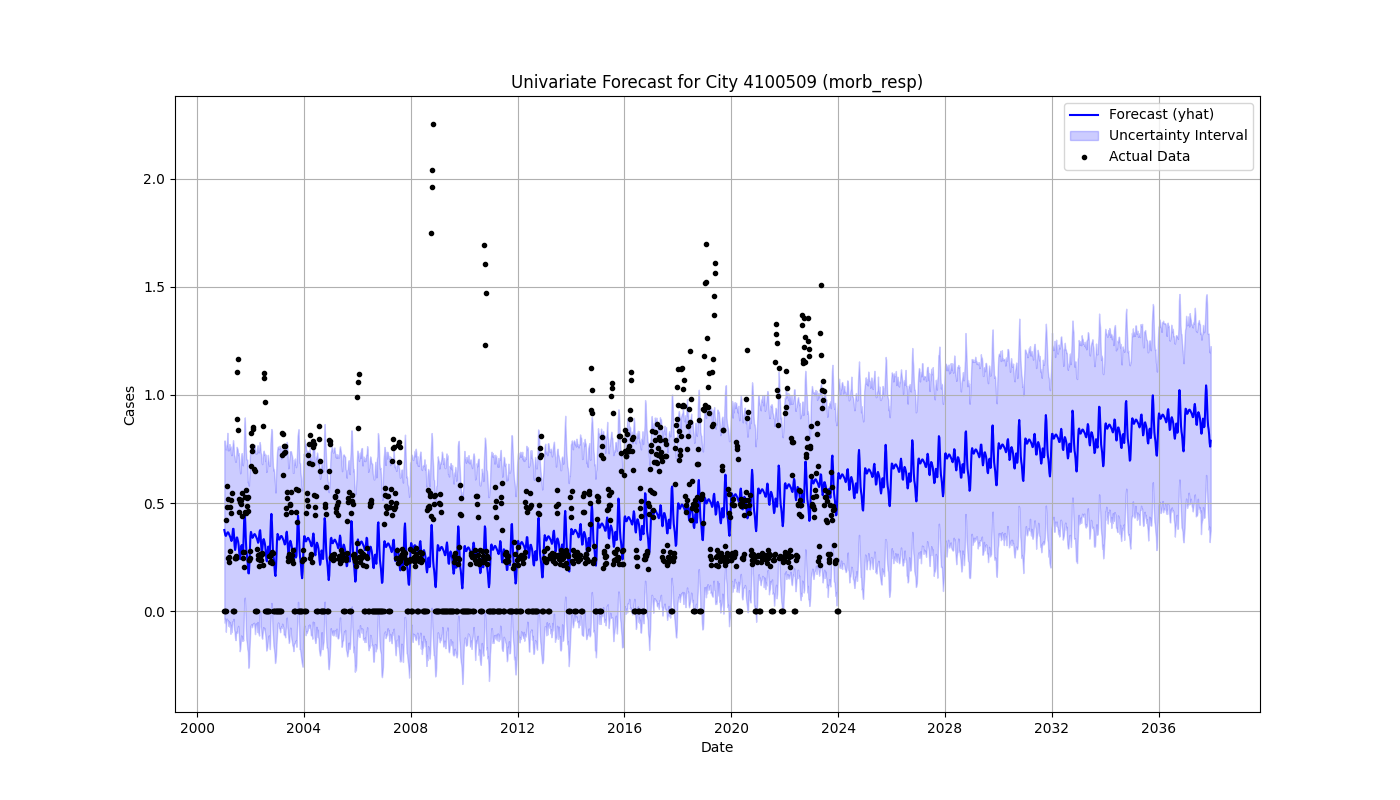 Univariate Forecast for City 4100509 (morb_resp)
Forecast (yhat)
Uncertainty Interval
Actual Data
Cases
2.0
1.5
1.0
0.5
0.0
2000 2004 2008 2012 2016 2020 2024 2028 2032 2036
Date